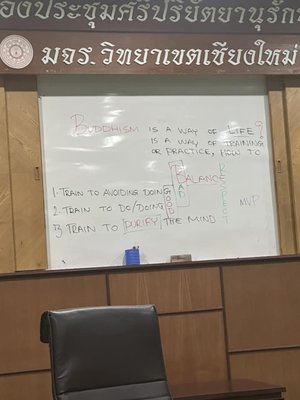 องประชุมศรีปริยัตยานุรัก
มจร.วิทยาเขตเชียงใหม่
BUDDHISM IS A WAY OF LIFE?
IS A WAY OF TRAINING
OR PRACTICE, HOW TO
BALANCE
RESPECT
MVP
1. TRAIN TO AVOIDING DOING
2. TRAIN TO DO/DOING
GOOD
3) TRAIN TO PURIFY THE MIND